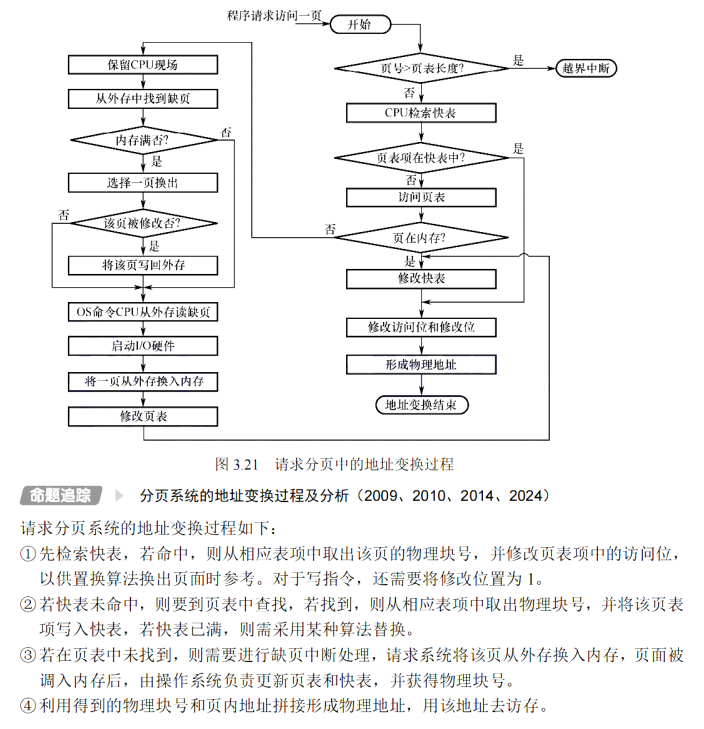 程序请求访问一页
开始
页号>页表长度?
是
越界中断
否
CPU检索快表
页表项在快表中?
是
否
访问页表
页在内存?
否
是
修改快表
修改访问位和修改位
形成物理地址
地址变换结束
保留CPU现场
从外存中找到缺页
内存满否?
否
是
选择一页换出
该页被修改否?
否
是
将该页写回外存
OS命令CPU从外存读缺页
启动I/O硬件
将一页从外存换入内存
修改页表
图 3.21 请求分页中的地址变换过程
命题追踪 分页系统的地址变换过程及分析（2009、2010、2014、2024）
请求分页系统的地址变换过程如下：
① 先检索快表，若命中，则从相应表项中取出该页的物理块号，并修改页表项中的访问位，
以供置换算法换出页面时参考。对于写指令，还需要将修改位置为 1。
② 若快表未命中，则要到页表中查找，若找到，则从相应表项中取出物理块号，并将该页表
项写入快表，若快表已满，则需采用某种算法替换。
③ 若在页表中未找到，则需要进行缺页中断处理，请求系统将该页从外存换入内存，页面被
调入内存后，由操作系统负责更新页表和快表，并获得物理块号。
④ 利用得到的物理块号和页内地址拼接形成物理地址，用该地址去访存。